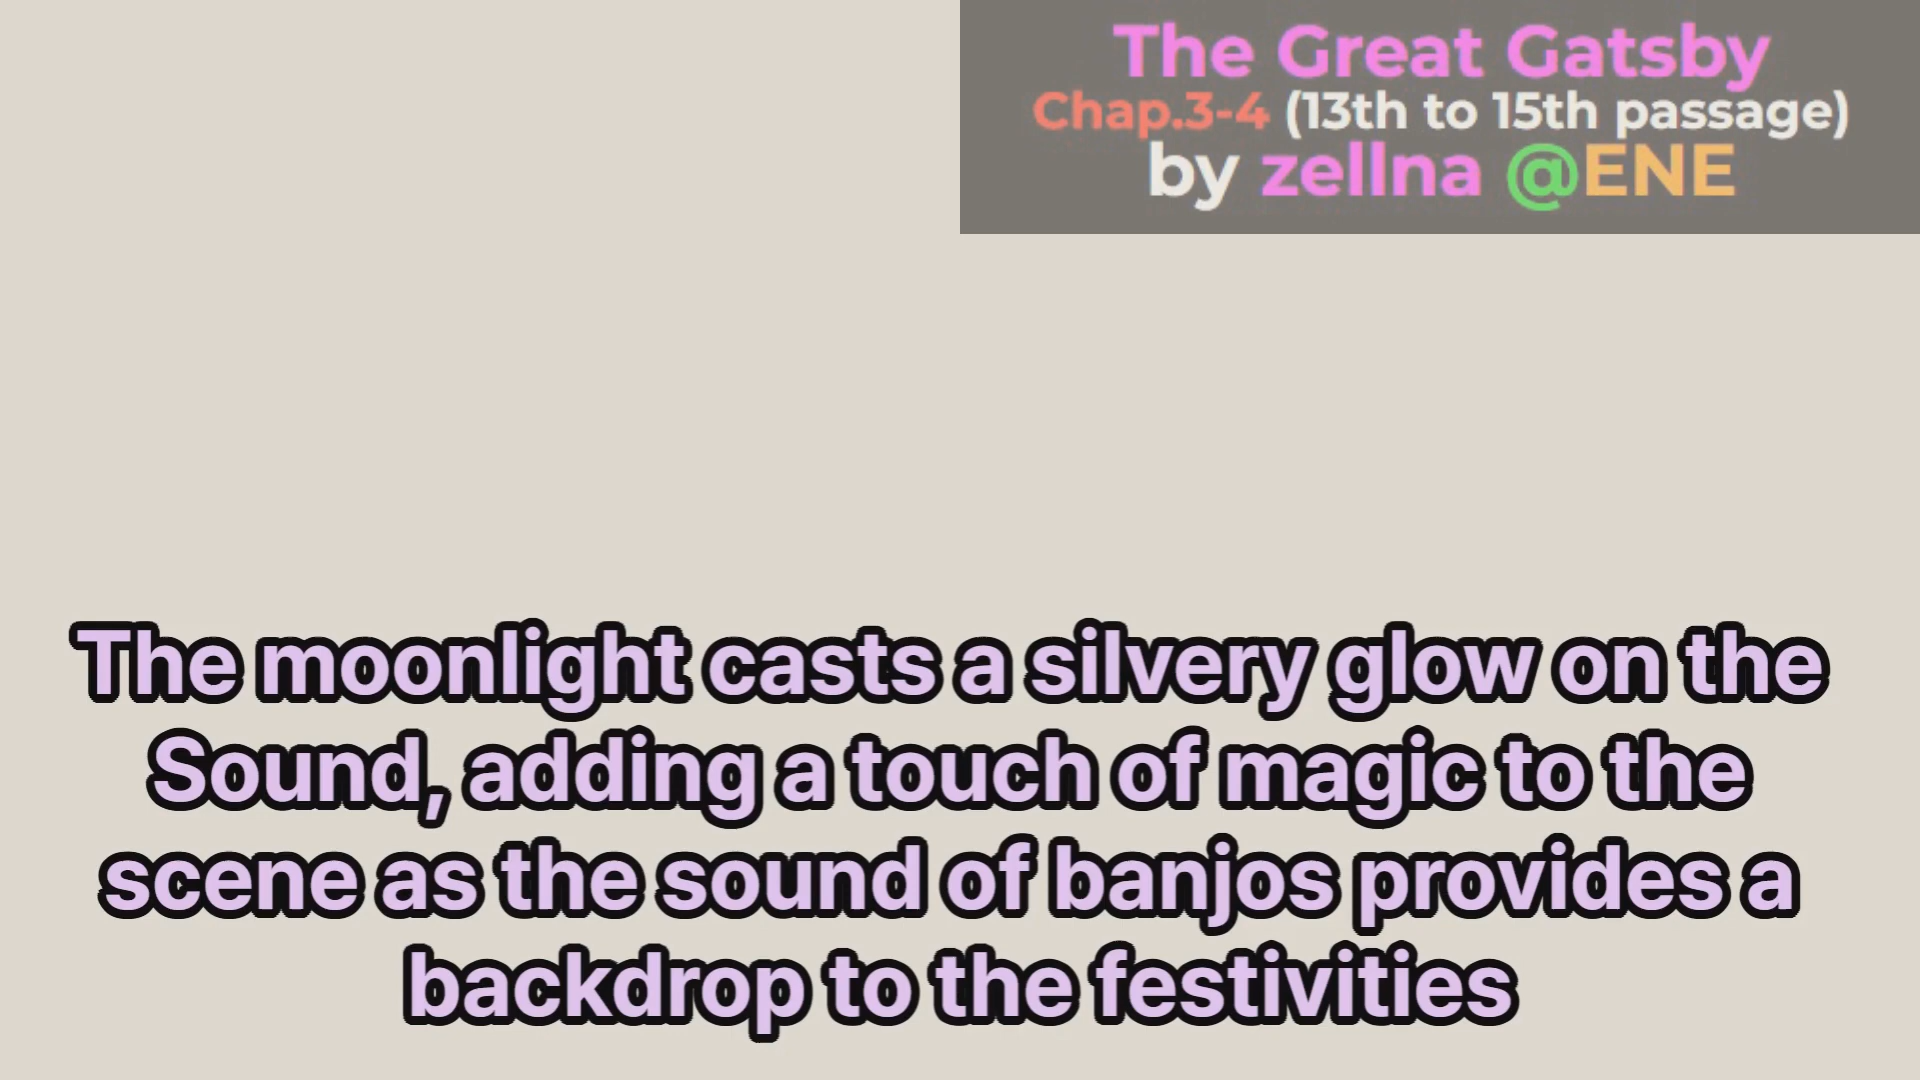 The Great Gatsby
Chap.3-4 (13th to 15th passage)
by zellna @ENE
The moonlight casts a silvery glow on the
Sound, adding a touch of magic to the
scene as the sound of banjos provides a
backdrop to the festivities